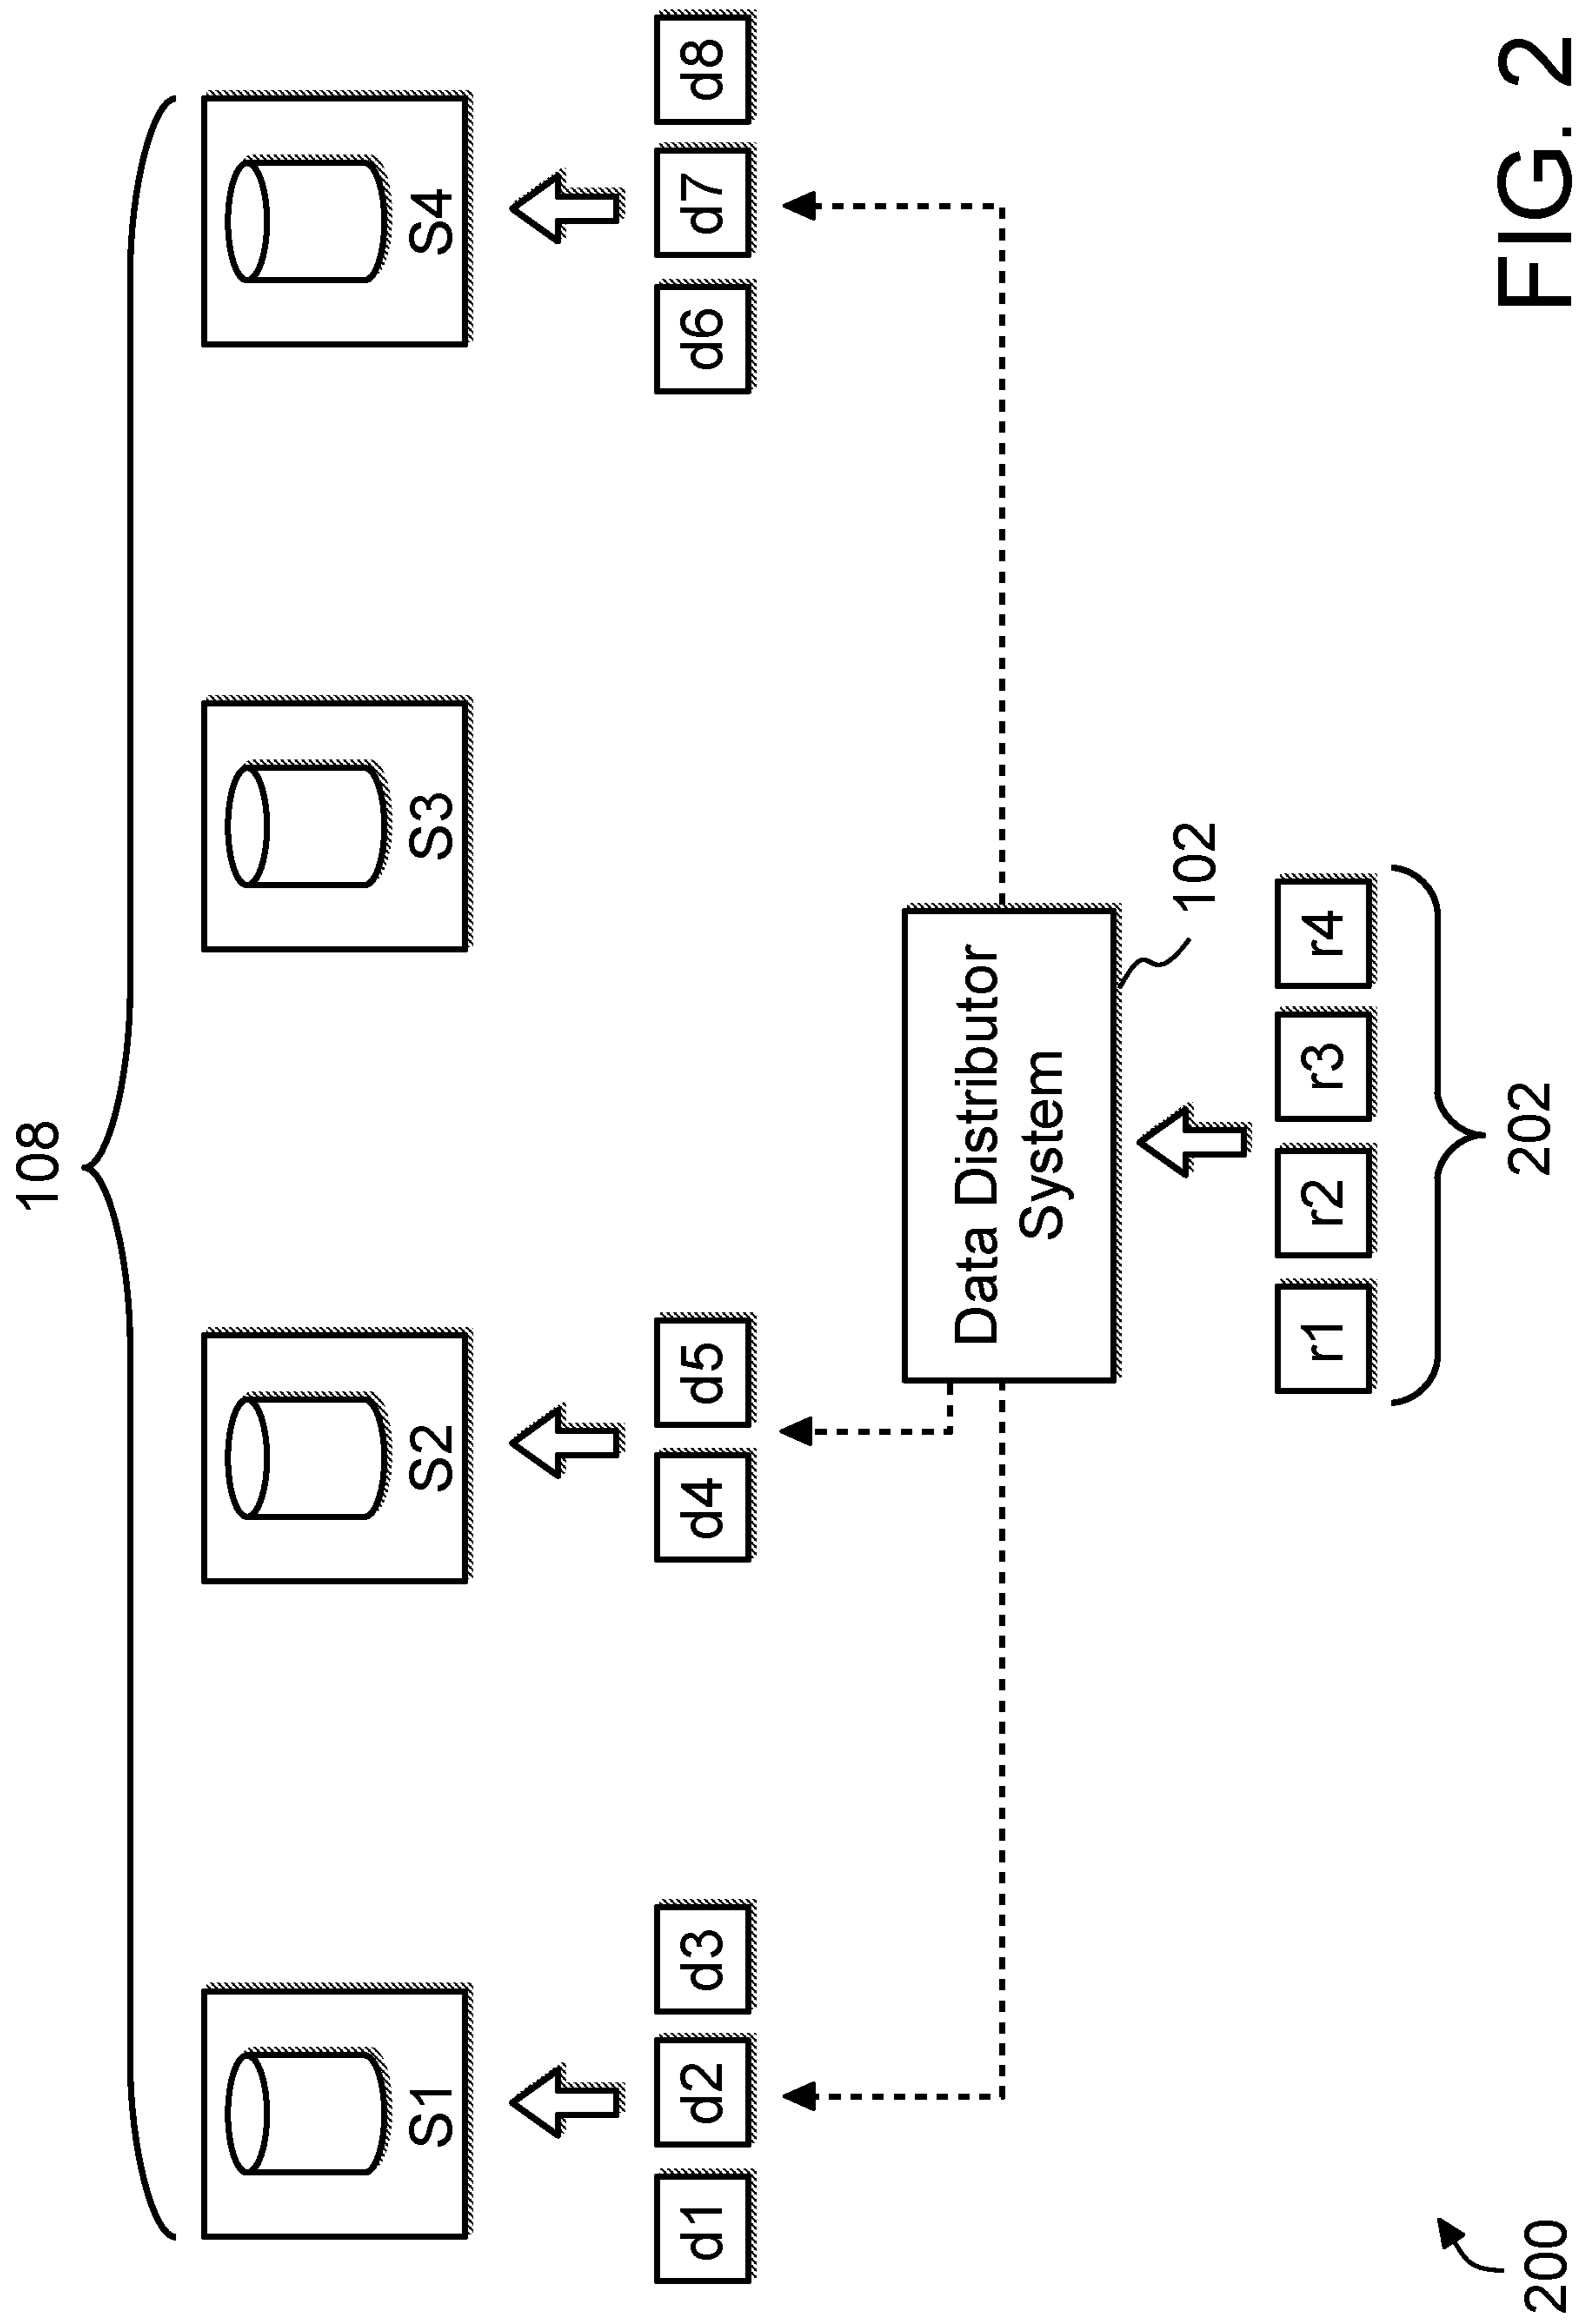 108
S1
S2
S3
S4
d1
d2
d3
d4
d5
d6
d7
d8
Data Distributor
System
102
r1
r2
r3
r4
202
200
FIG. 2